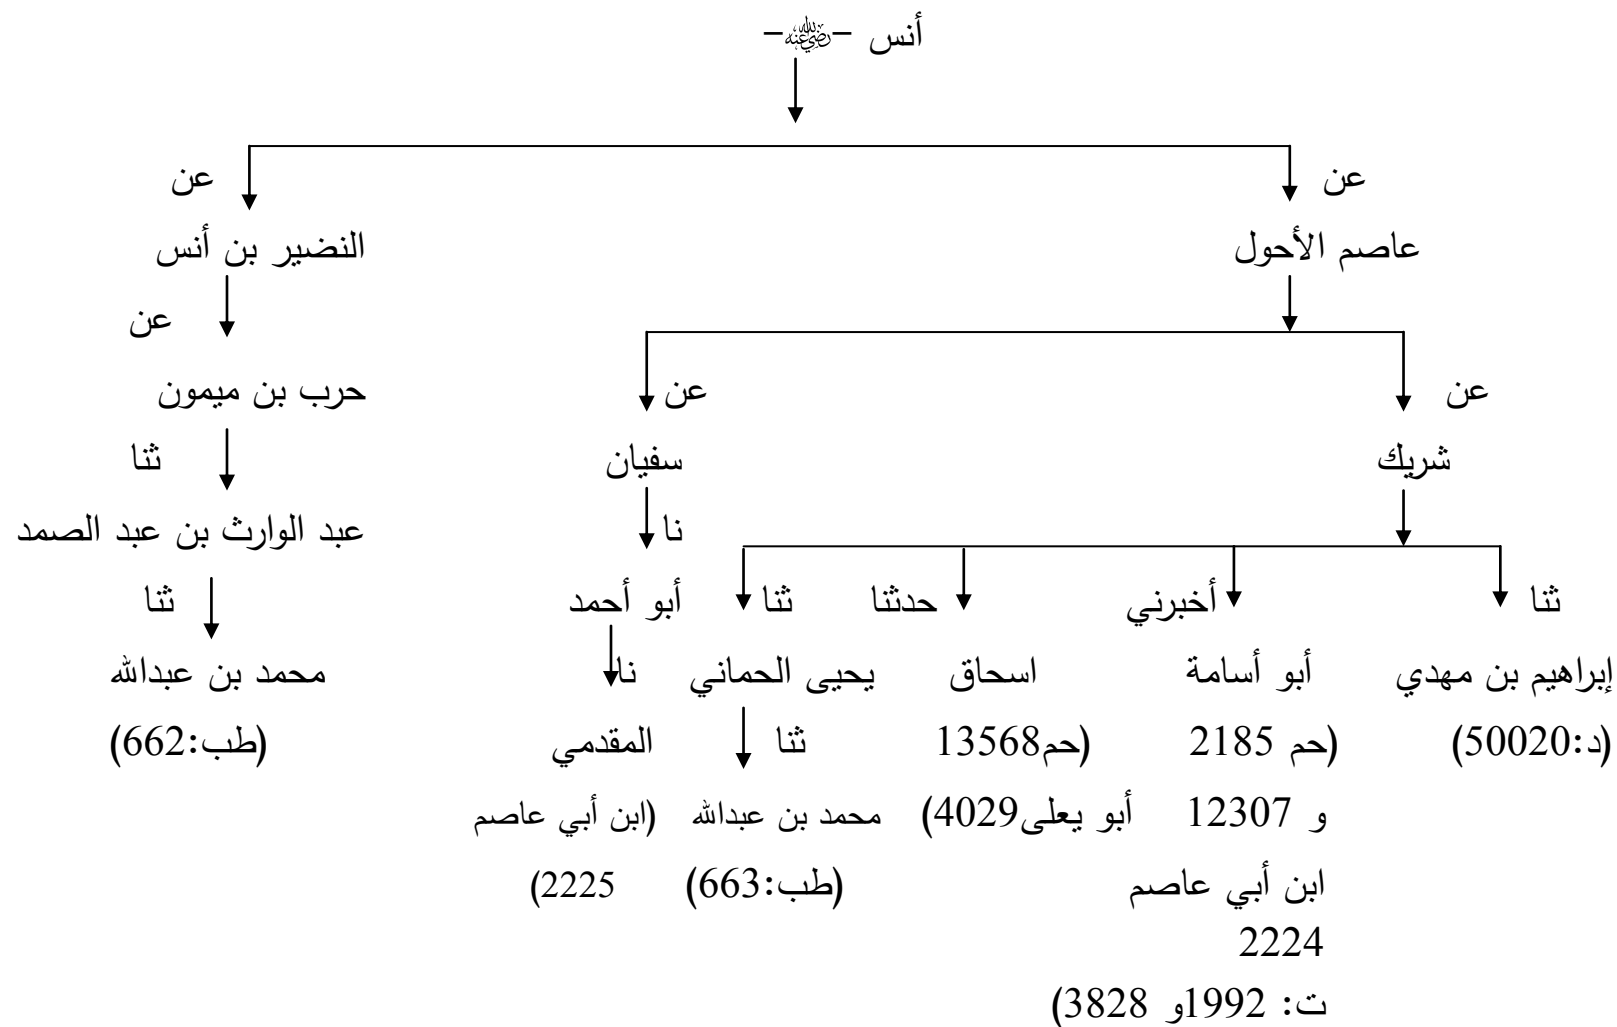 أنس -رضي الله عنه-
عن عن
عاصم الأحول النضير بن أنس
عن
عن عن حرب بن ميمون
شريك سفيان ثنا
نا عبد الوارث بن عبد الصمد
ثنا أخبرني حدثنا ثنا أبو أحمد ثنا
إبراهيم بن مهدي أبو أسامة اسحاق يحيى الحماني نا محمد بن عبدالله
(د:50020) (حم 2185 (حم13568 ثنا المقدمي (طب:662)
و 12307 أبو يعلى4029) محمد بن عبدالله (ابن أبي عاصم
ابن أبي عاصم (طب:663) 2225)
2224
ت: 1992و 3828)